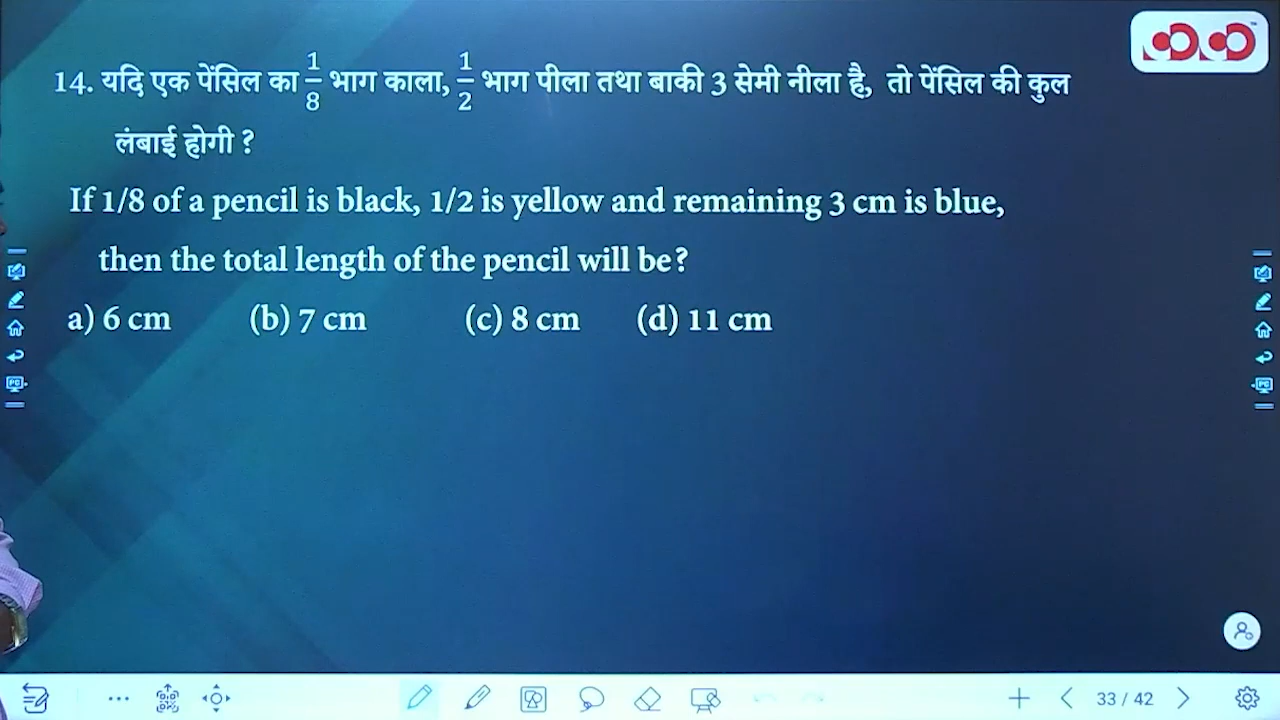 14. यदि एक पेंसिल का 1/8 भाग काला, 1/2 भाग पीला तथा बाकी 3 सेमी नीला है, तो पेंसिल की कुल
लंबाई होगी ?
If 1/8 of a pencil is black, 1/2 is yellow and remaining 3 cm is blue,
then the total length of the pencil will be?
a) 6 cm (b) 7 cm (c) 8 cm (d) 11 cm
33 / 42